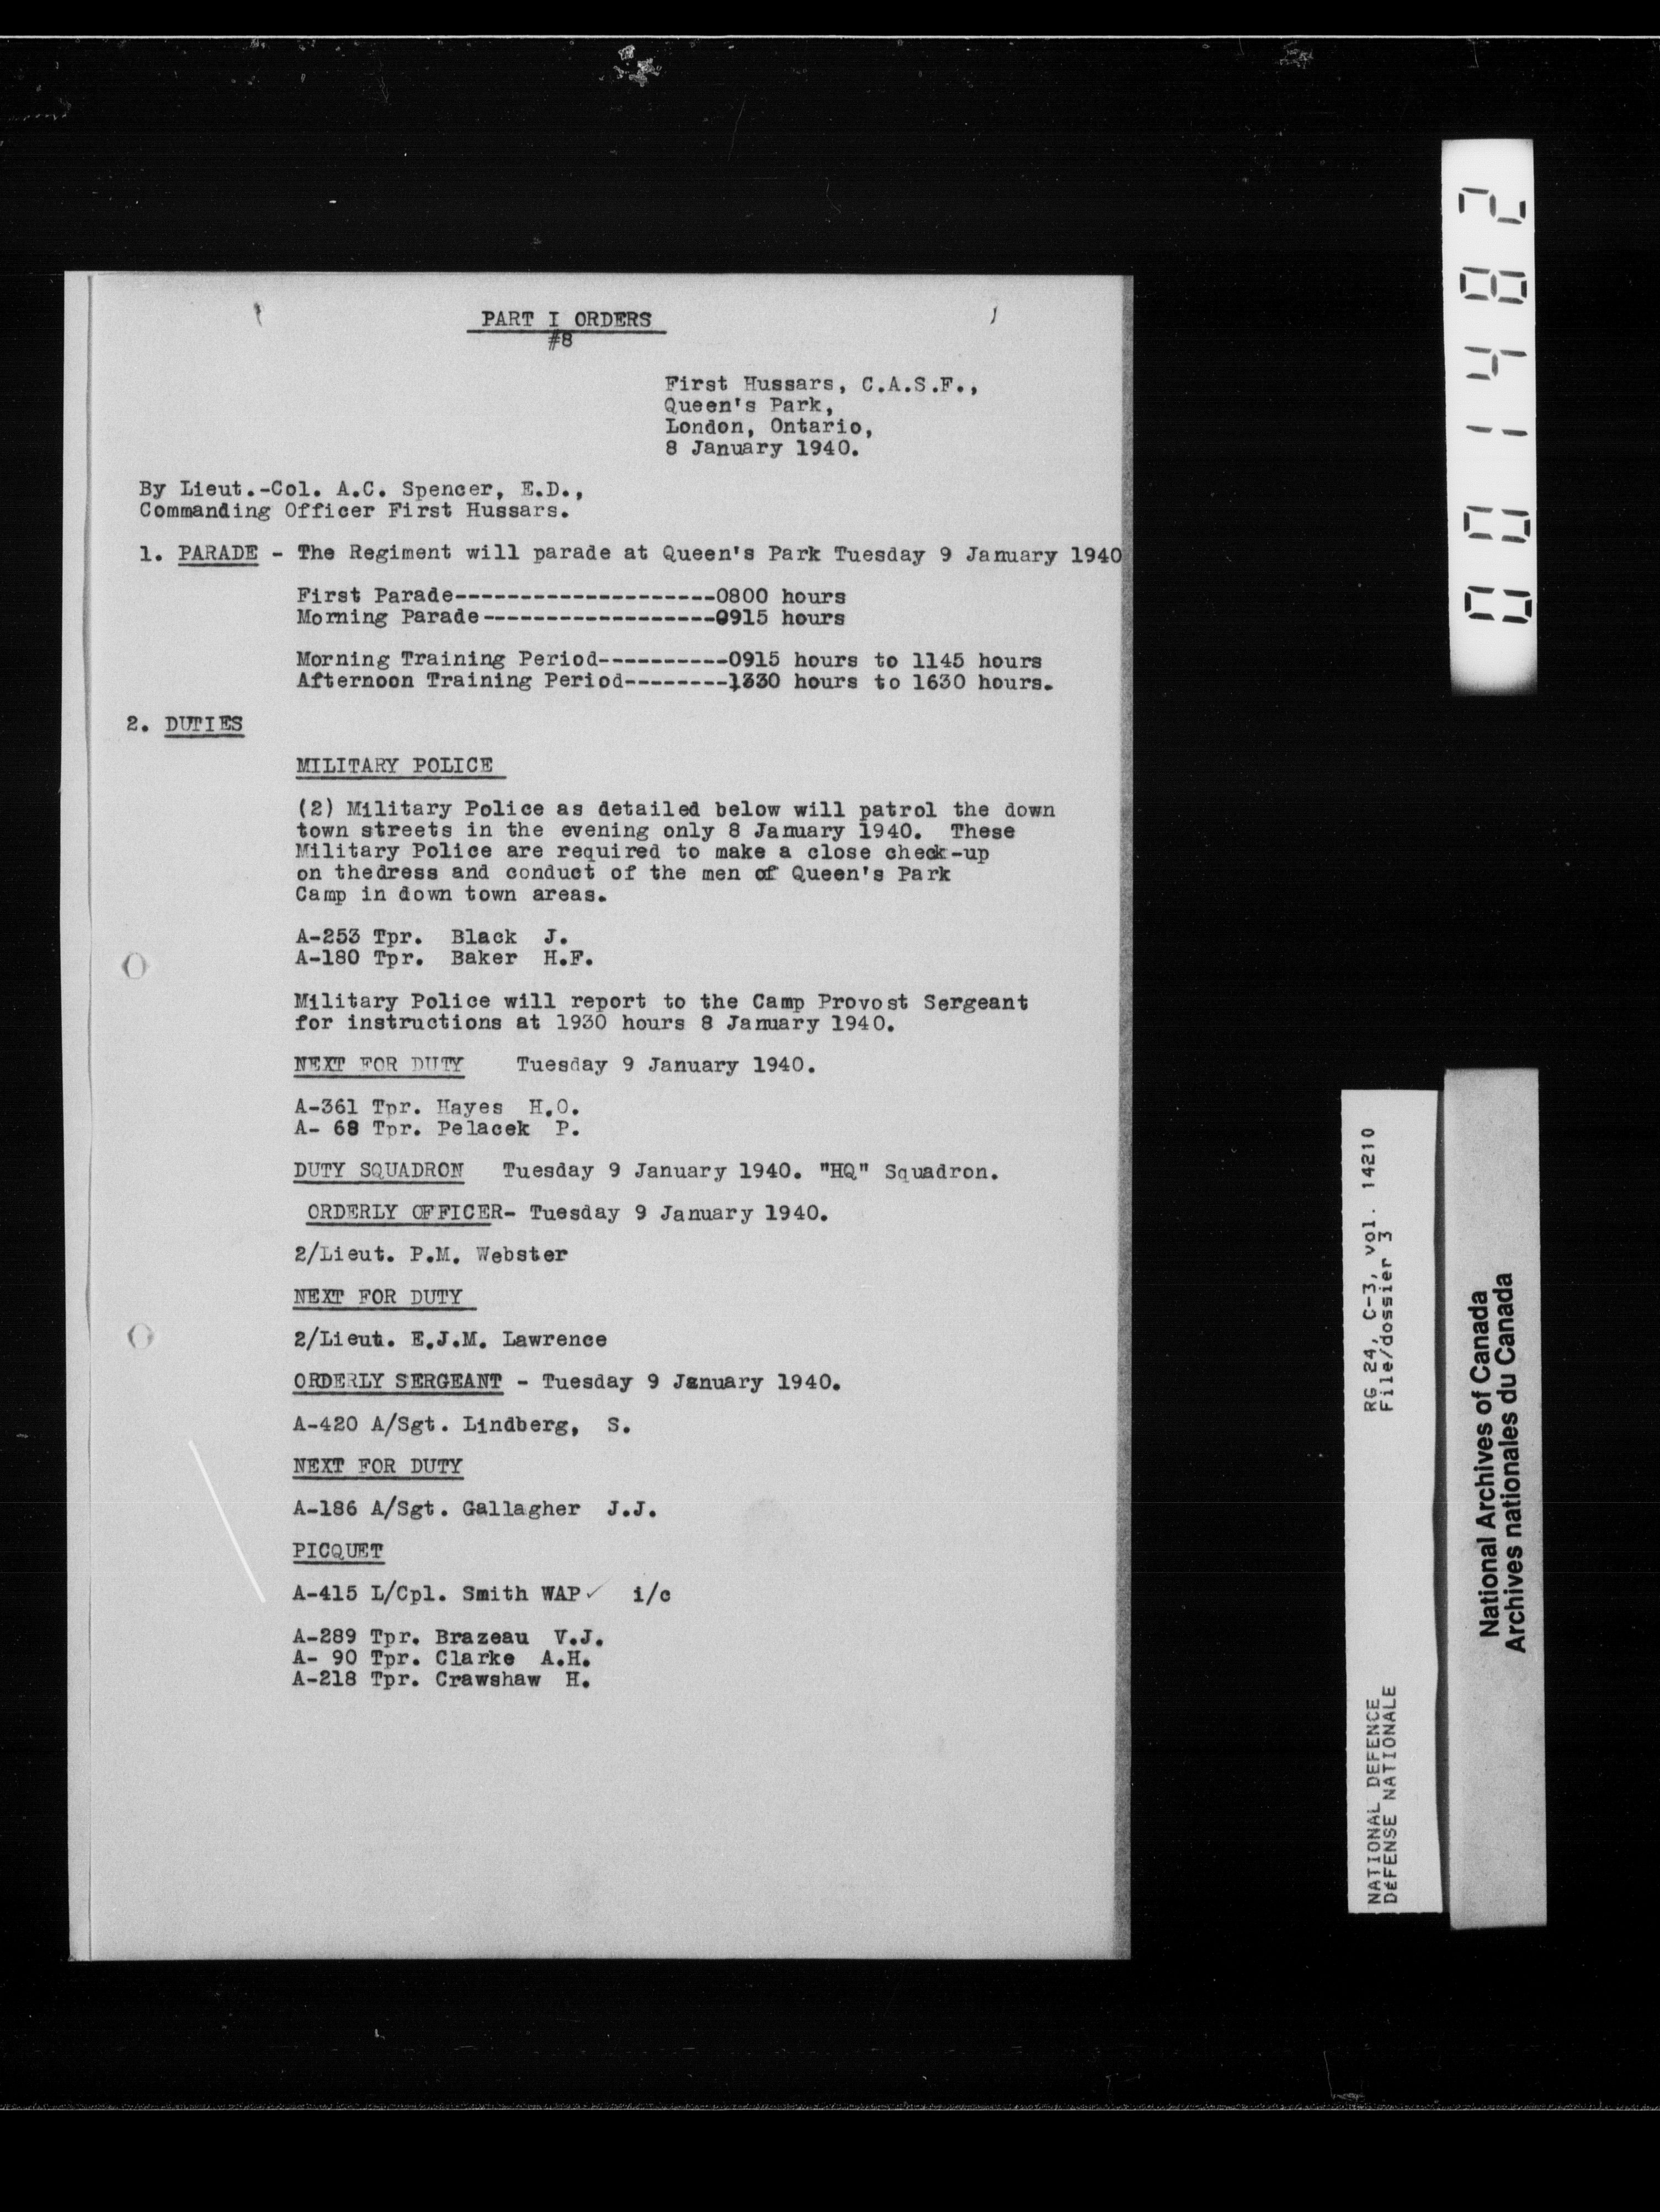 PART I ORDERS
#8
First Hussars, C.A.S.F.,
Queen's Park,
London, Ontario,
8 January 1940.
By Lieut.-Col. A.C. Spencer, E.D.,
Commanding Officer First Hussars.
1. PARADE - The Regiment will parade at Queen's Park Tuesday 9 January 1940
First Parade--------------------0800 hours
Morning Parade------------------0915 hours
Morning Training Period----------0915 hours to 1145 hours
Afternoon Training Period--------1330 hours to 1630 hours.
2. DUTIES
MILITARY POLICE
(2) Military Police as detailed below will patrol the down
town streets in the evening only 8 January 1940. These
Military Police are required to make a close check-up
on thedress and conduct of the men of Queen's Park
Camp in down town areas.
A-253 Tpr. Black J.
A-180 Tpr. Baker H.F.
Military Police will report to the Camp Provost Sergeant
for instructions at 1930 hours 8 January 1940.
NEXT FOR DUTY Tuesday 9 January 1940.
A-361 Tpr. Hayes H.O.
A- 68 Tpr. Pelacek P.
DUTY SQUADRON Tuesday 9 January 1940. "HQ" Squadron.
ORDERLY OFFICER- Tuesday 9 January 1940.
2/Lieut. P.M. Webster
NEXT FOR DUTY
2/Lieut. E.J.M. Lawrence
ORDERLY SERGEANT - Tuesday 9 January 1940.
A-420 A/Sgt. Lindberg, S.
NEXT FOR DUTY
A-186 A/Sgt. Gallagher J.J.
PICQUET
A-415 L/Cpl. Smith WAP✓ i/c
A-289 Tpr. Brazeau V.J.
A- 90 Tpr. Clarke A.H.
A-218 Tpr. Crawshaw H.
001482
NATIONAL DEFENCE RG 24, C-3, vol. 14210
DéFENSE NATIONALE File/dossier 3
National Archives of Canada
Archives nationales du Canada